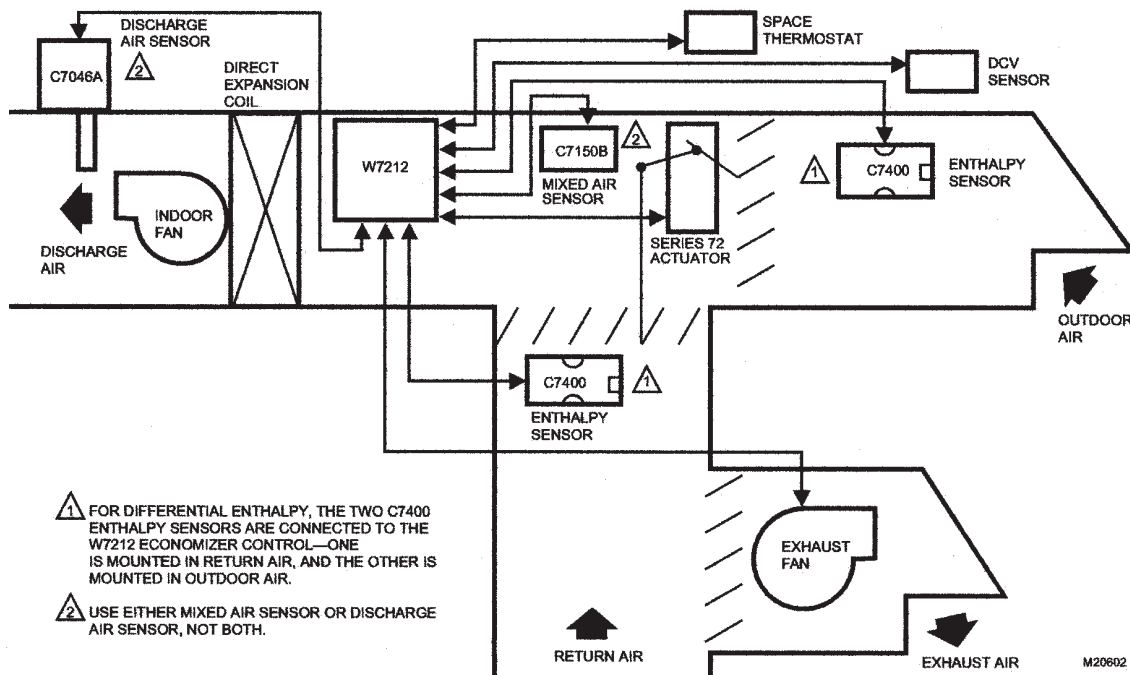 DISCHARGE
AIR SENSOR
2
C7046A
DIRECT
EXPANSION
COIL
SPACE
THERMOSTAT
DCV
SENSOR
W7212
C7150B
2
MIXED AIR
SENSOR
SERIES 72
ACTUATOR
1
C7400
ENTHALPY
SENSOR
INDOOR
FAN
DISCHARGE
AIR
OUTDOOR
AIR
C7400
1
ENTHALPY
SENSOR
1 FOR DIFFERENTIAL ENTHALPY, THE TWO C7400
ENTHALPY SENSORS ARE CONNECTED TO THE
W7212 ECONOMIZER CONTROL—ONE
IS MOUNTED IN RETURN AIR, AND THE OTHER IS
MOUNTED IN OUTDOOR AIR.
2 USE EITHER MIXED AIR SENSOR OR DISCHARGE
AIR SENSOR, NOT BOTH.
EXHAUST
FAN
RETURN AIR
EXHAUST AIR
M20602